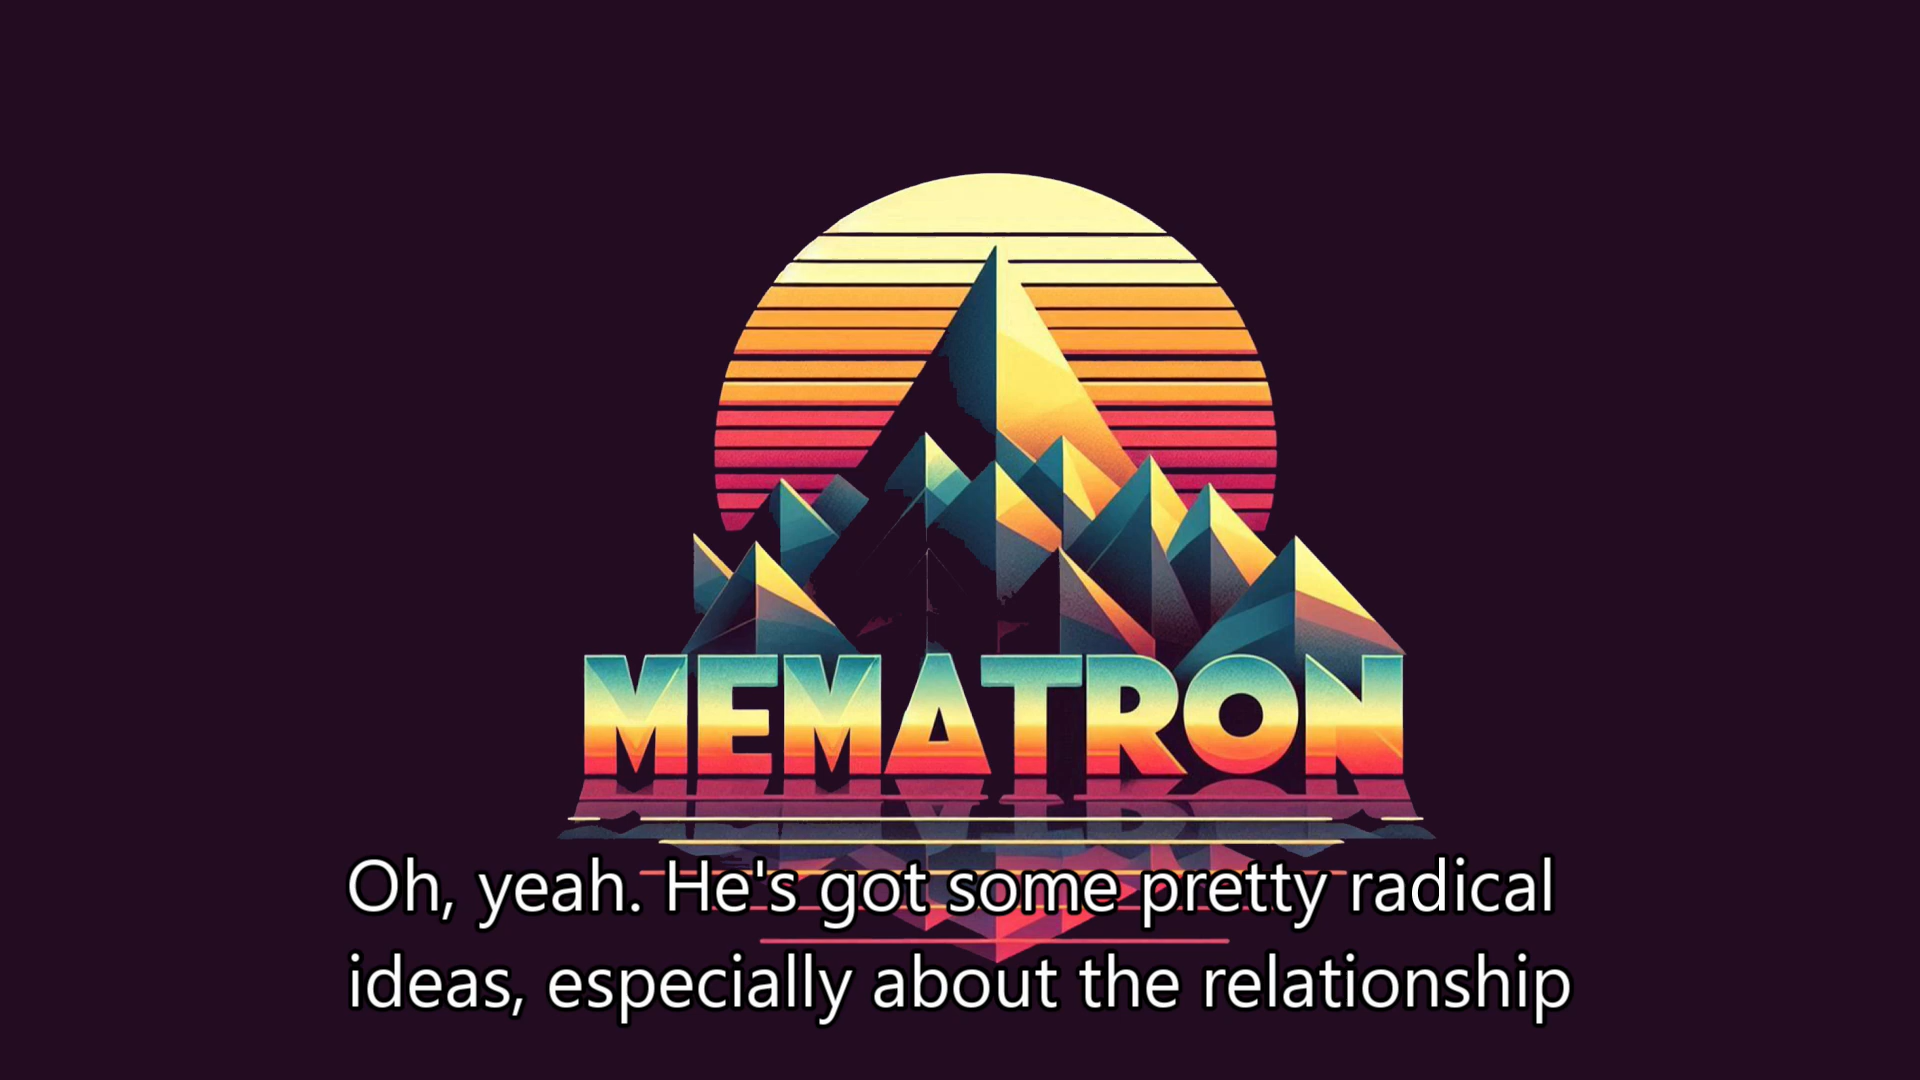 MEMATRON
Oh, yeah. He's got some pretty radical
ideas, especially about the relationship